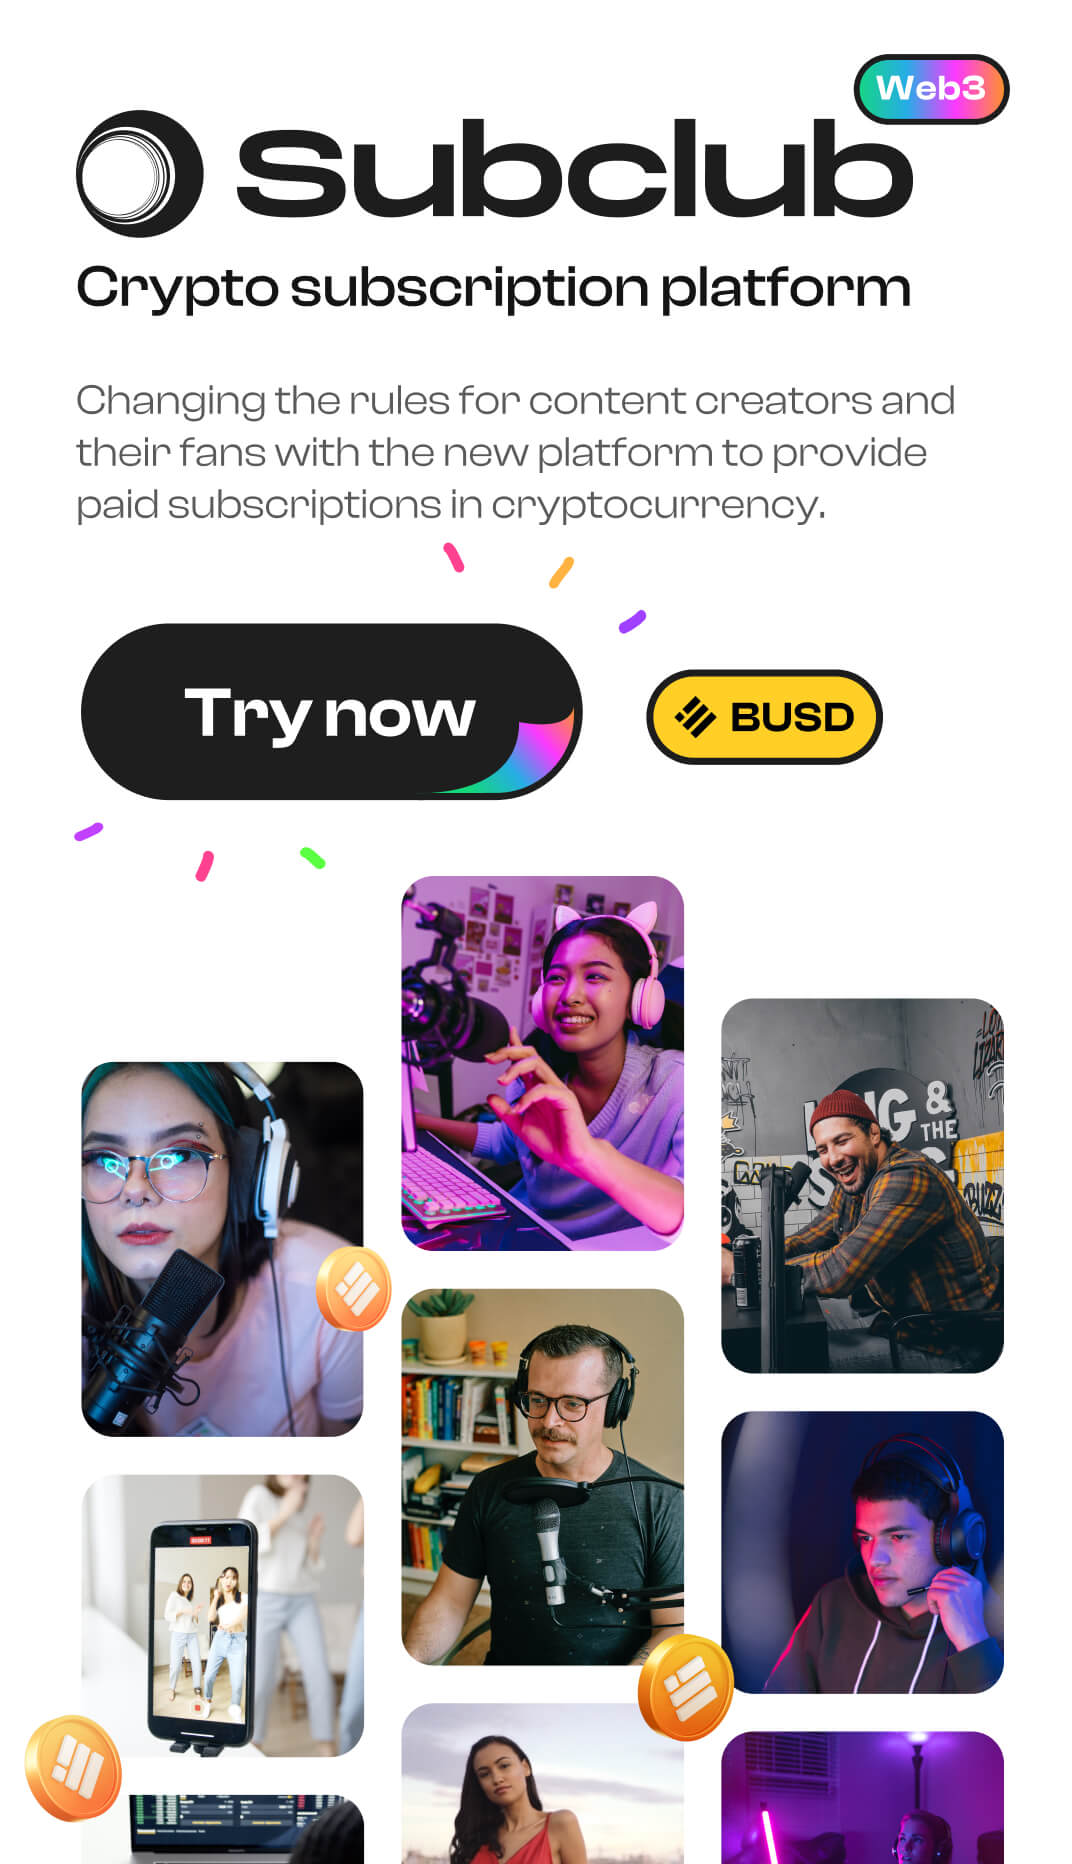 Web3
Subclub
Crypto subscription platform
Changing the rules for content creators and
their fans with the new platform to provide
paid subscriptions in cryptocurrency.
Try now
BUSD
&
THE